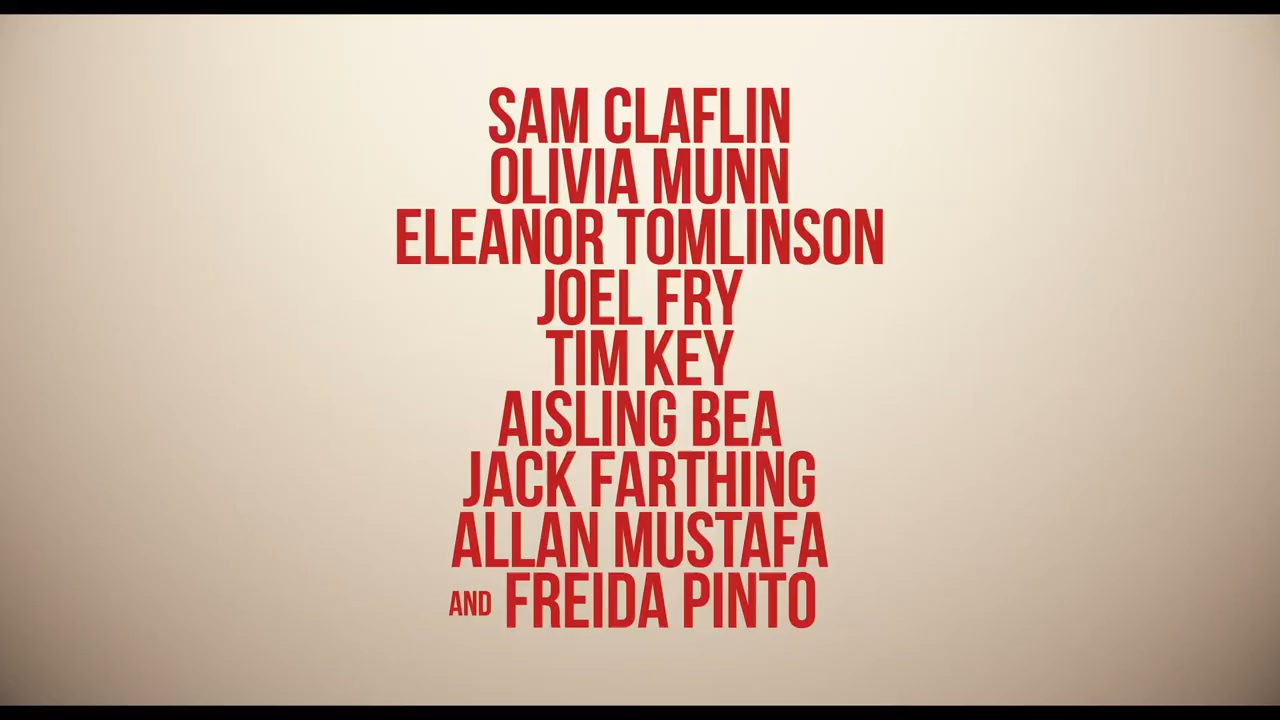 SAM CLAFLIN
OLIVIA MUNN
ELEANOR TOMLINSON
JOEL FRY
TIM KEY
AISLING BEA
JACK FARTHING
ALLAN MUSTAFA
AND FREIDA PINTO